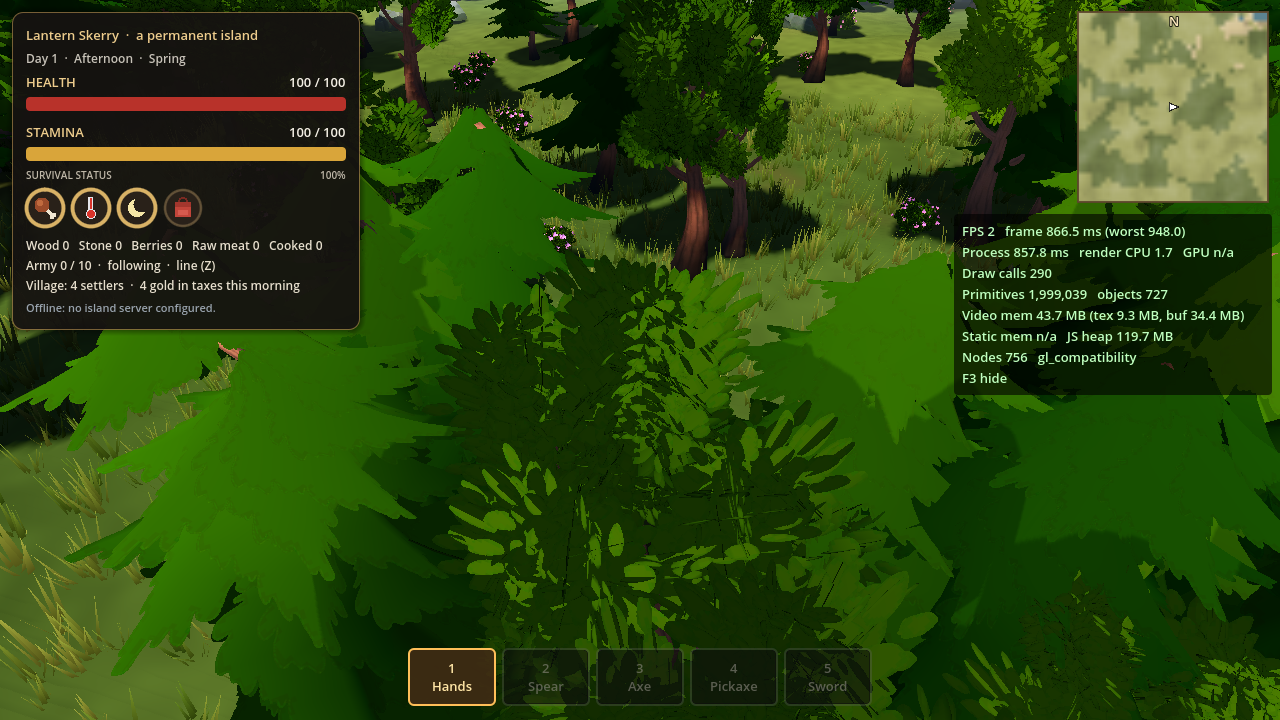 Lantern Skerry · a permanent island
Day 1 · Afternoon · Spring
HEALTH 100 / 100
STAMINA 100 / 100
SURVIVAL STATUS 100%
Wood 0 Stone 0 Berries 0 Raw meat 0 Cooked 0
Army 0 / 10 · following · line (Z)
Village: 4 settlers · 4 gold in taxes this morning
Offline: no island server configured.
N
FPS 2 frame 866.5 ms (worst 948.0)
Process 857.8 ms render CPU 1.7 GPU n/a
Draw calls 290
Primitives 1,999,039 objects 727
Video mem 43.7 MB (tex 9.3 MB, buf 34.4 MB)
Static mem n/a JS heap 119.7 MB
Nodes 756 gl_compatibility
F3 hide
1 2 3 4 5
Hands Spear Axe Pickaxe Sword